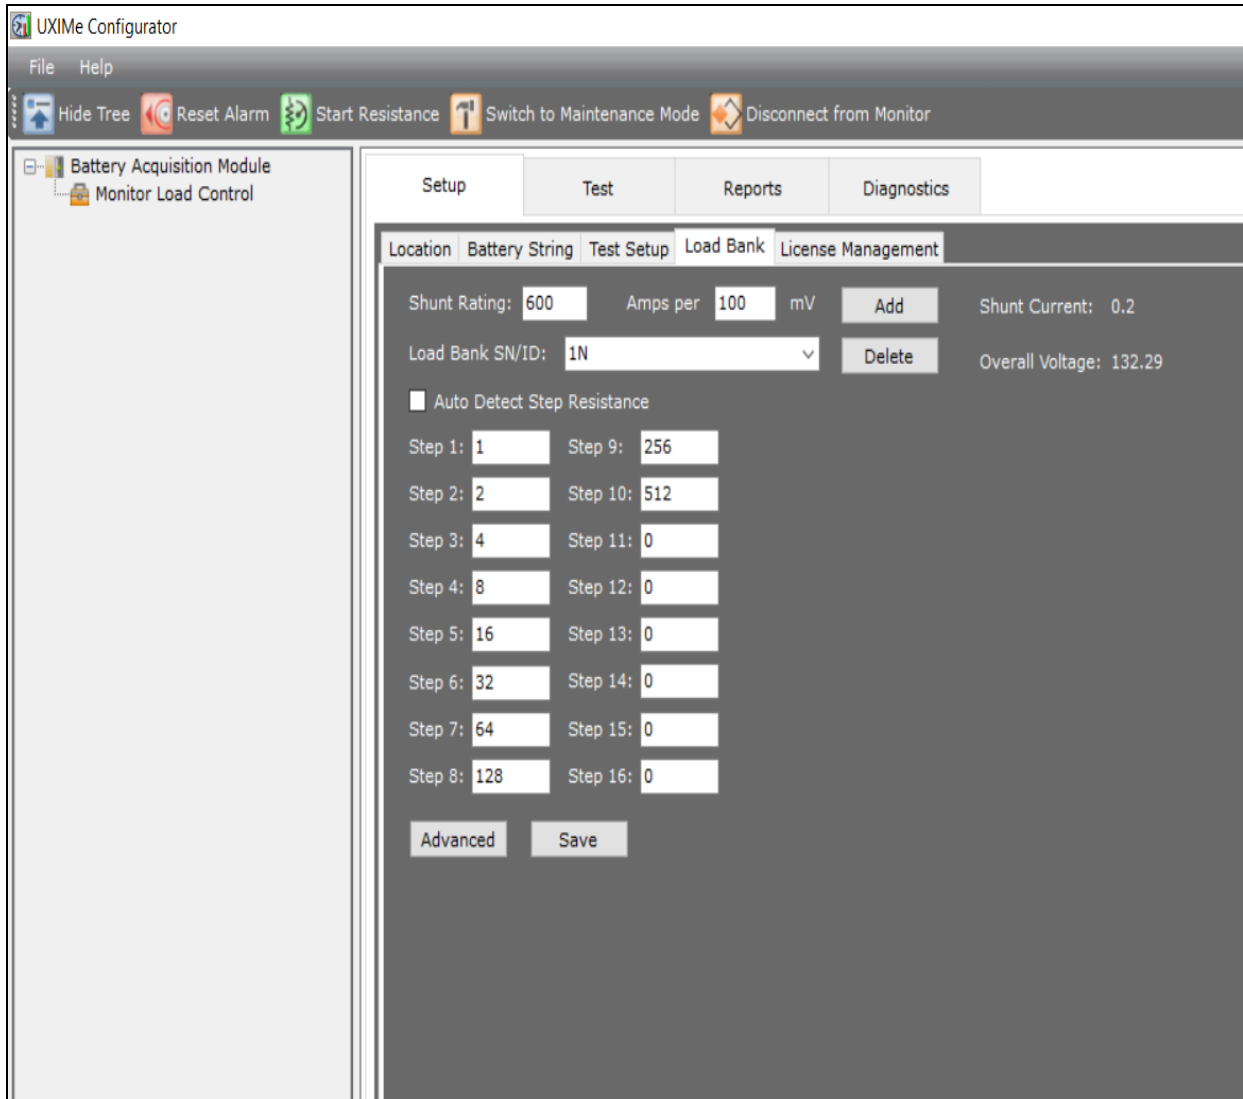 UXIMe Configurator
File Help
Hide Tree Reset Alarm Start Resistance Switch to Maintenance Mode Disconnect from Monitor
Battery Acquisition Module
Monitor Load Control
Setup Test Reports Diagnostics
Location Battery String Test Setup Load Bank License Management
Shunt Rating: 600 Amps per 100 mV Add Shunt Current: 0.2
Load Bank SN/ID: 1N Delete Overall Voltage: 132.29
Auto Detect Step Resistance
Step 1: 1 Step 9: 256
Step 2: 2 Step 10: 512
Step 3: 4 Step 11: 0
Step 4: 8 Step 12: 0
Step 5: 16 Step 13: 0
Step 6: 32 Step 14: 0
Step 7: 64 Step 15: 0
Step 8: 128 Step 16: 0
Advanced Save